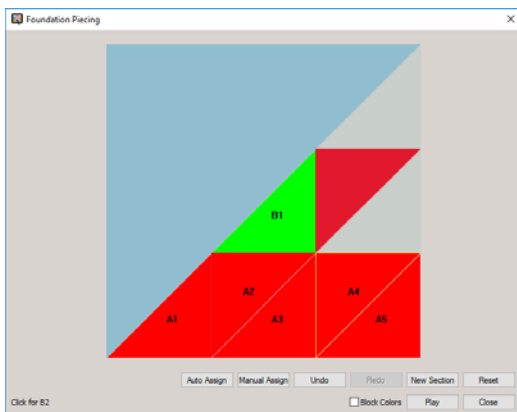 Foundation Piecing
B1
A2
A4
A1
A3
A5
Auto Assign Manual Assign Undo Redo New Section Reset
Click for B2 Block Colors Play Close